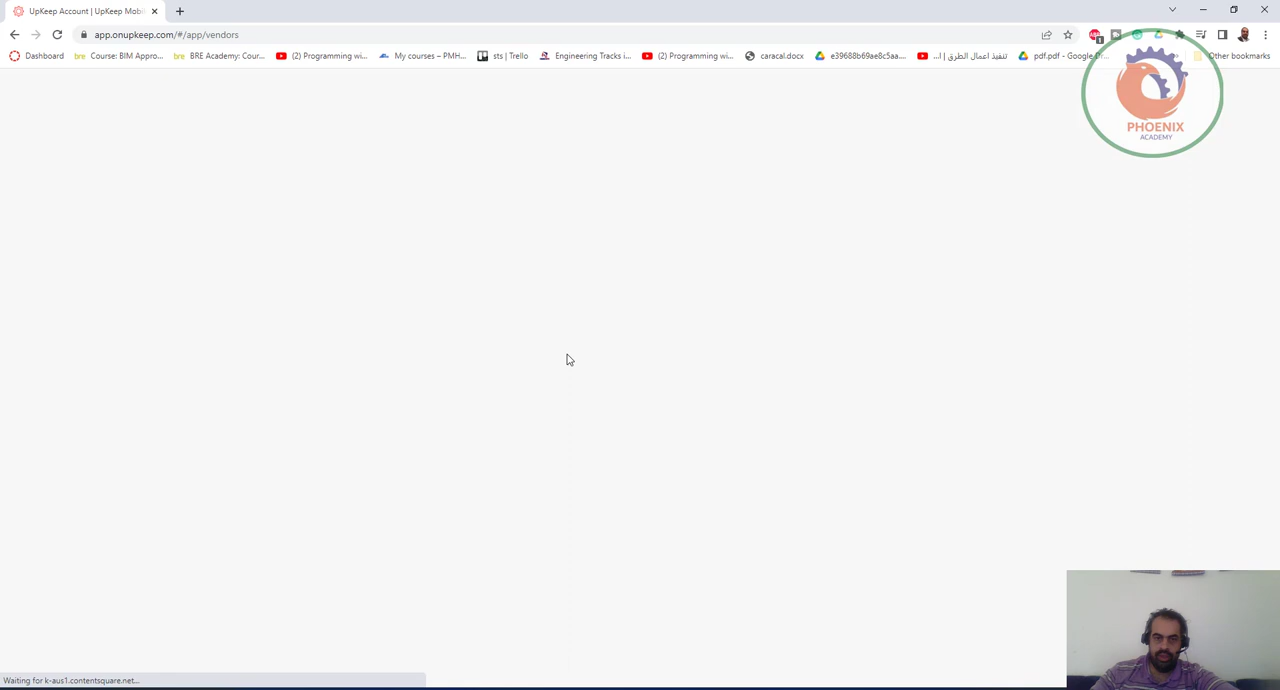 UpKeep Account | UpKeep Mobi
app.onupkeep.com/#/app/vendors
Dashboard
Course: BIM Appro...
BRE Academy: Cour...
(2) Programming wi...
My courses – PMH...
sts | Trello
Engineering Tracks i...
(2) Programming wi...
caracal.docx
e39688b69ae8c5aa....
تنفيذ اعمال الطرق | ا...
pdf.pdf - Google Dr...
Other bookmarks
PHOENIX
ACADEMY
Waiting for k-aus1.contentsquare.net...